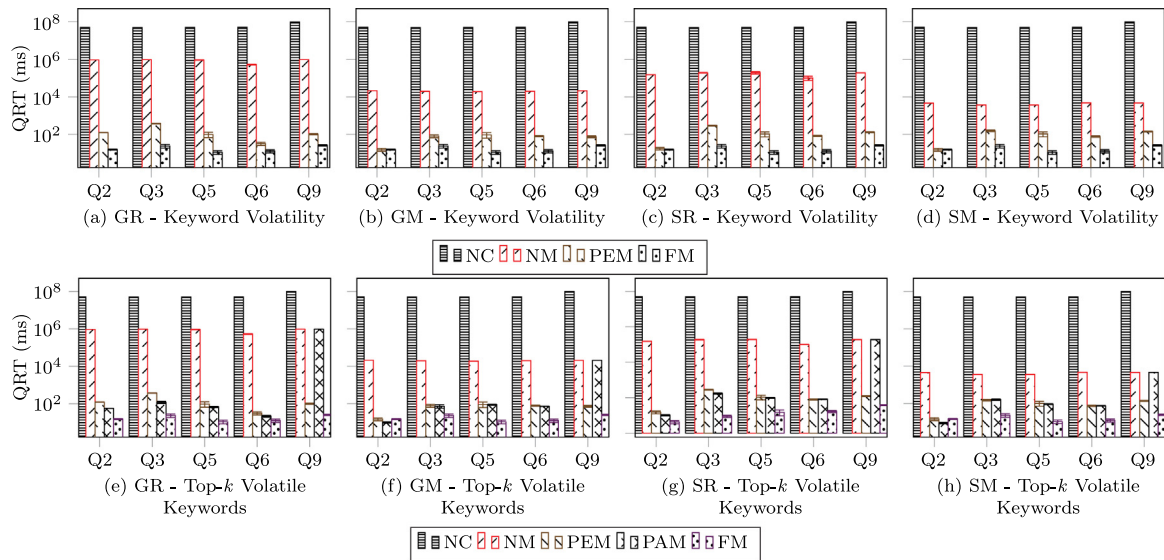 QRT (ms)
10^8
10^6
10^4
10^2
Q2 Q3 Q5 Q6 Q9
(a) GR - Keyword Volatility
Q2 Q3 Q5 Q6 Q9
(b) GM - Keyword Volatility
Q2 Q3 Q5 Q6 Q9
(c) SR - Keyword Volatility
Q2 Q3 Q5 Q6 Q9
(d) SM - Keyword Volatility
NC NM PEM FM
QRT (ms)
10^8
10^6
10^4
10^2
Q2 Q3 Q5 Q6 Q9
(e) GR - Top-k Volatile
Keywords
Q2 Q3 Q5 Q6 Q9
(f) GM - Top-k Volatile
Keywords
Q2 Q3 Q5 Q6 Q9
(g) SR - Top-k Volatile
Keywords
Q2 Q3 Q5 Q6 Q9
(h) SM - Top-k Volatile
Keywords
NC NM PEM PAM FM